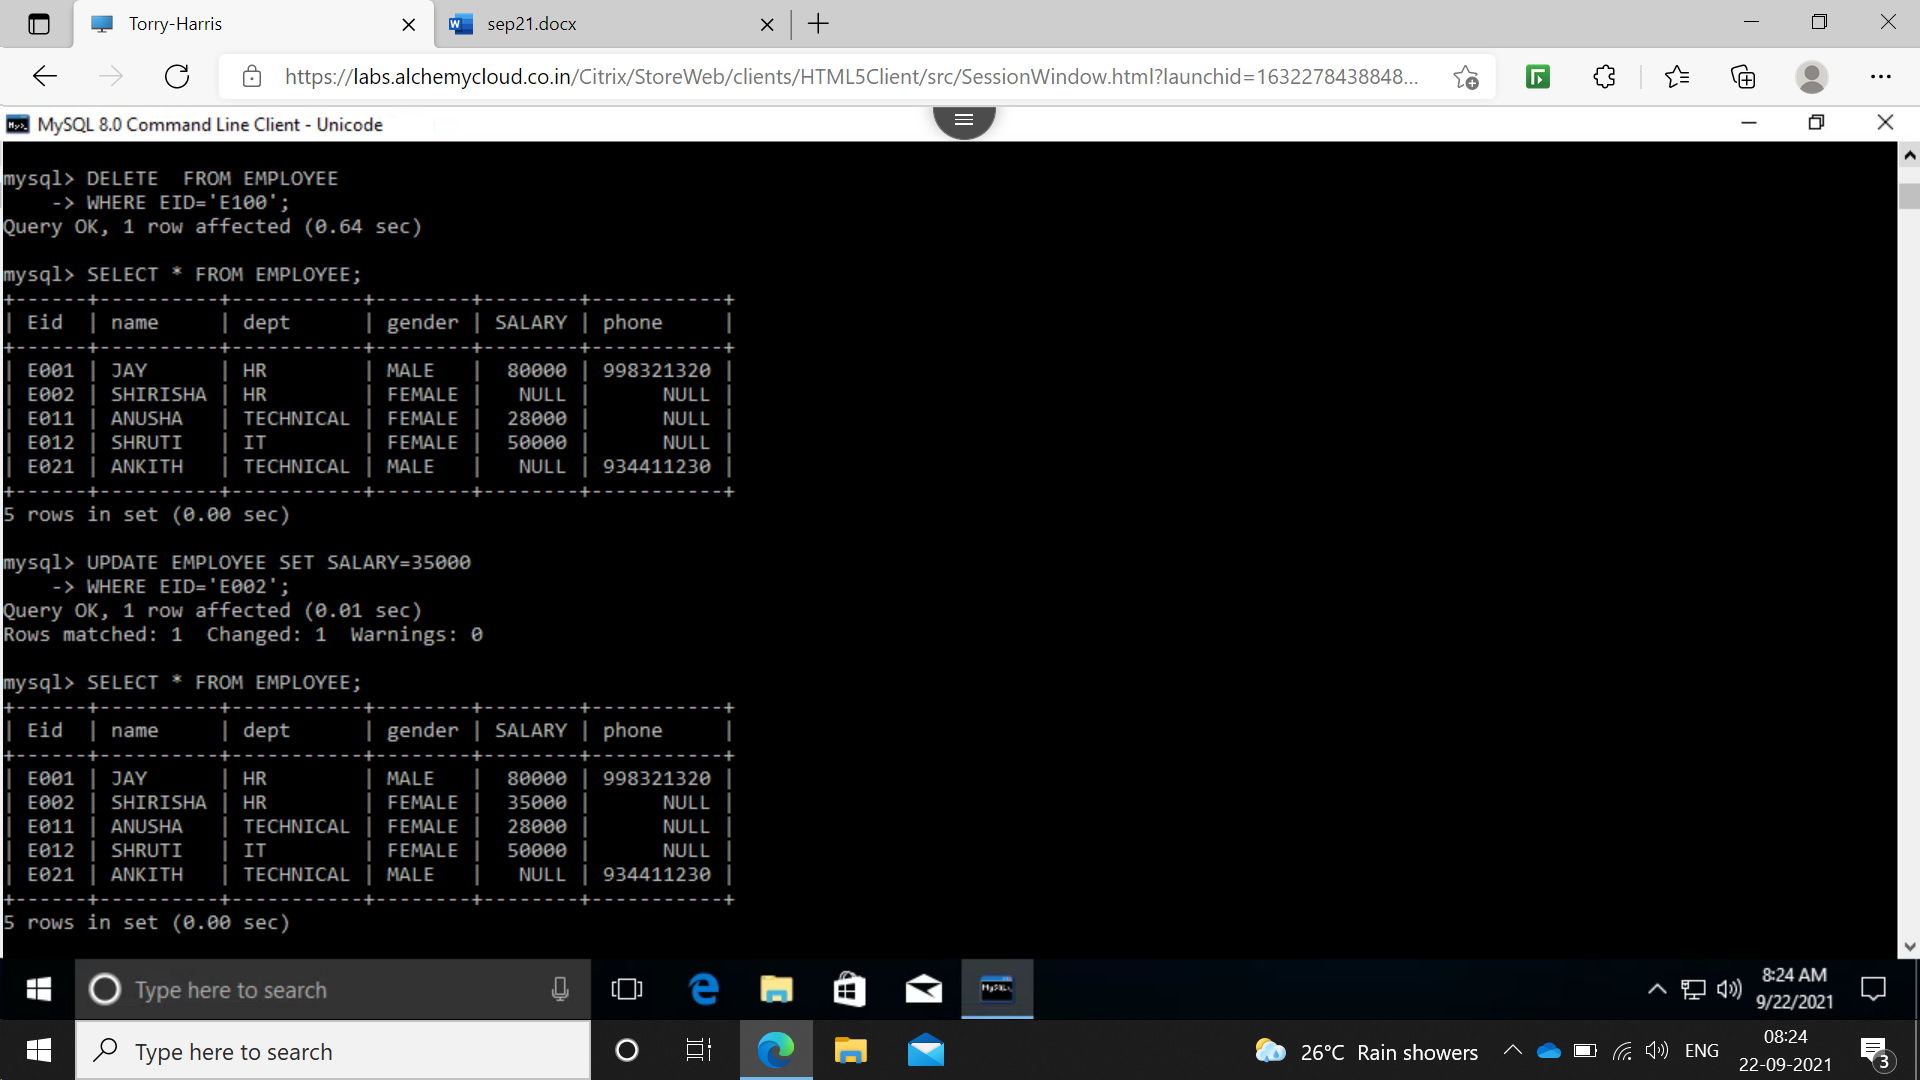 Torry-Harris
sep21.docx
https://labs.alchemycloud.co.in/Citrix/StoreWeb/clients/HTML5Client/src/SessionWindow.html?launchid=1632278438848...
MySQL 8.0 Command Line Client - Unicode
mysql> DELETE  FROM EMPLOYEE
    -> WHERE EID='E100';
Query OK, 1 row affected (0.64 sec)
mysql> SELECT * FROM EMPLOYEE;
+------+----------+-----------+--------+--------+-----------+
| Eid  | name     | dept      | gender | SALARY | phone     |
+------+----------+-----------+--------+--------+-----------+
| E001 | JAY      | HR        | MALE   |  80000 | 998321320 |
| E002 | SHIRISHA | HR        | FEMALE |   NULL |      NULL |
| E011 | ANUSHA   | TECHNICAL | FEMALE |  28000 |      NULL |
| E012 | SHRUTI   | IT        | FEMALE |  50000 |      NULL |
| E021 | ANKITH   | TECHNICAL | MALE   |   NULL | 934411230 |
+------+----------+-----------+--------+--------+-----------+
5 rows in set (0.00 sec)
mysql> UPDATE EMPLOYEE SET SALARY=35000
    -> WHERE EID='E002';
Query OK, 1 row affected (0.01 sec)
Rows matched: 1  Changed: 1  Warnings: 0
mysql> SELECT * FROM EMPLOYEE;
+------+----------+-----------+--------+--------+-----------+
| Eid  | name     | dept      | gender | SALARY | phone     |
+------+----------+-----------+--------+--------+-----------+
| E001 | JAY      | HR        | MALE   |  80000 | 998321320 |
| E002 | SHIRISHA | HR        | FEMALE |  35000 |      NULL |
| E011 | ANUSHA   | TECHNICAL | FEMALE |  28000 |      NULL |
| E012 | SHRUTI   | IT        | FEMALE |  50000 |      NULL |
| E021 | ANKITH   | TECHNICAL | MALE   |   NULL | 934411230 |
+------+----------+-----------+--------+--------+-----------+
5 rows in set (0.00 sec)
Type here to search
8:24 AM
9/22/2021
Type here to search
26°C Rain showers
ENG
08:24
22-09-2021
3